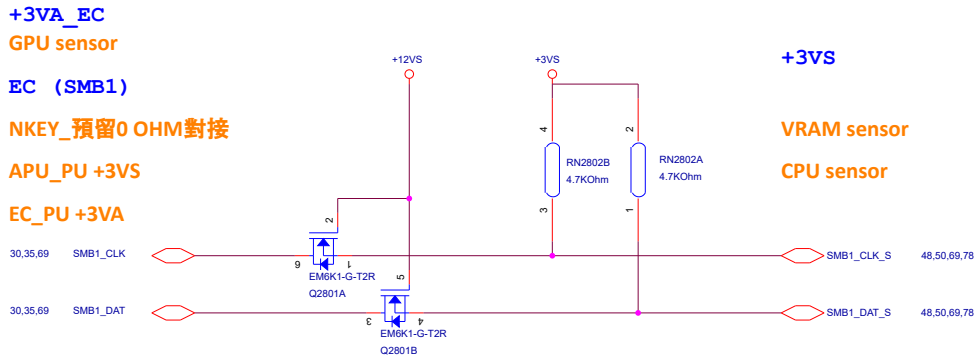 +3VA_EC
GPU sensor
EC (SMB1)
NKEY_預留0 OHM對接
APU_PU +3VS
EC_PU +3VA
+12VS
+3VS
+3VS
VRAM sensor
CPU sensor
4
2
RN2802B
4.7KOhm
RN2802A
4.7KOhm
3
1
2
30,35,69 SMB1_CLK
6
1
EM6K1-G-T2R
Q2801A
SMB1_CLK_S 48,50,69,78
5
30,35,69 SMB1_DAT
3
4
EM6K1-G-T2R
Q2801B
SMB1_DAT_S 48,50,69,78